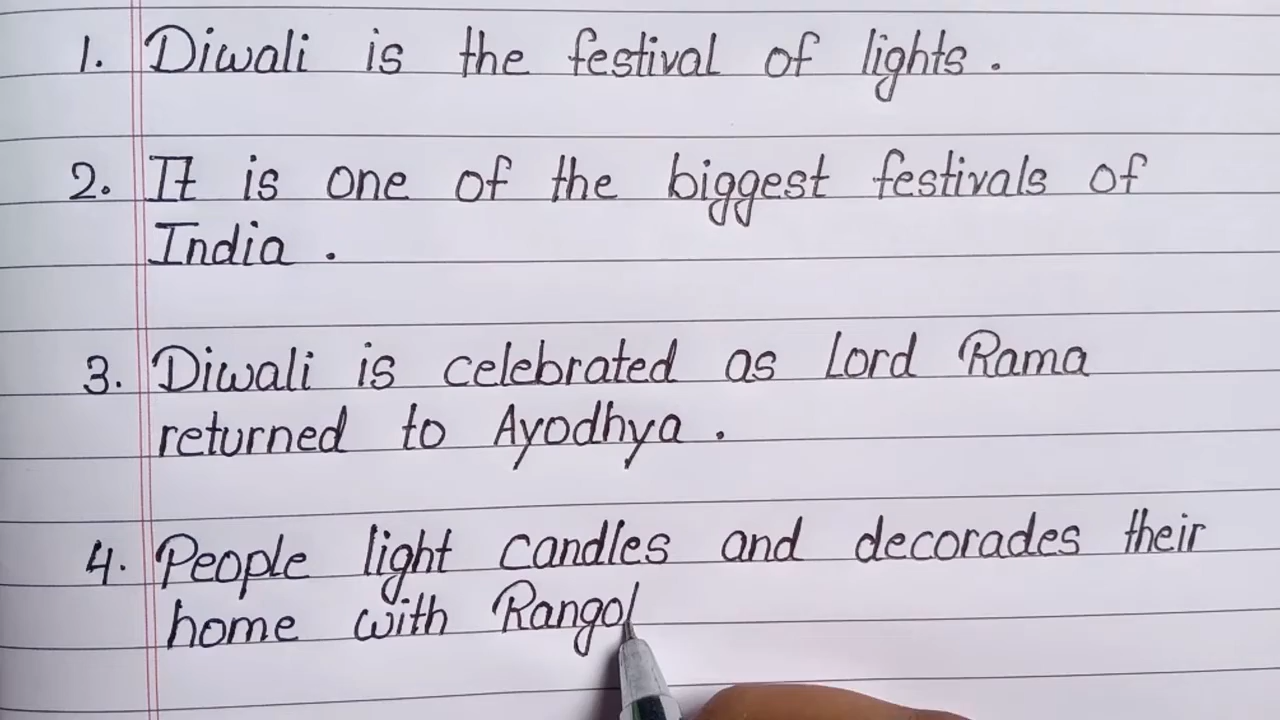 1. Diwali is the festival of lights .
2. It is one of the biggest festivals of
India .
3. Diwali is celebrated as Lord Rama
returned to Ayodhya .
4. People light candles and decorades their
home with Rangol